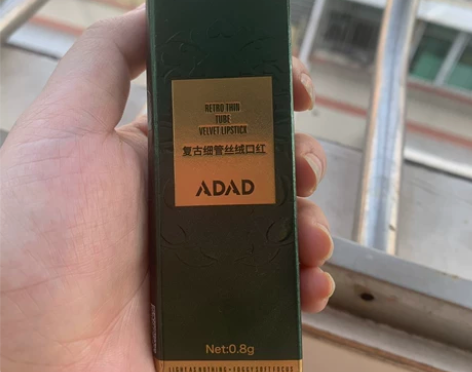 RETRO THIN
TUBE
VELVET LIPSTICK
复古细管丝绒口红
ADAD
Net:0.8g